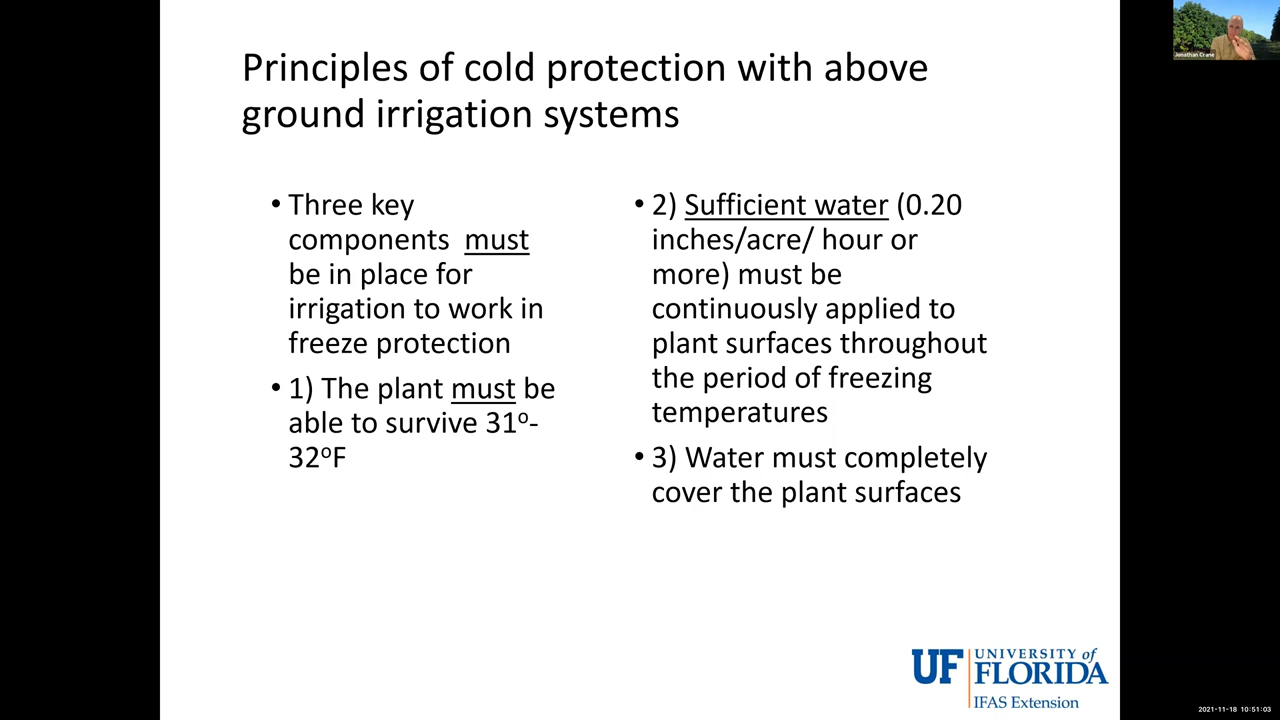 Jonathan Crane
Principles of cold protection with above
ground irrigation systems
• Three key
components must
be in place for
irrigation to work in
freeze protection
• 1) The plant must be
able to survive 31º-
32ºF
• 2) Sufficient water (0.20
inches/acre/ hour or
more) must be
continuously applied to
plant surfaces throughout
the period of freezing
temperatures
• 3) Water must completely
cover the plant surfaces
UF UNIVERSITY of
FLORIDA
IFAS Extension
2021-11-18 10:51:03